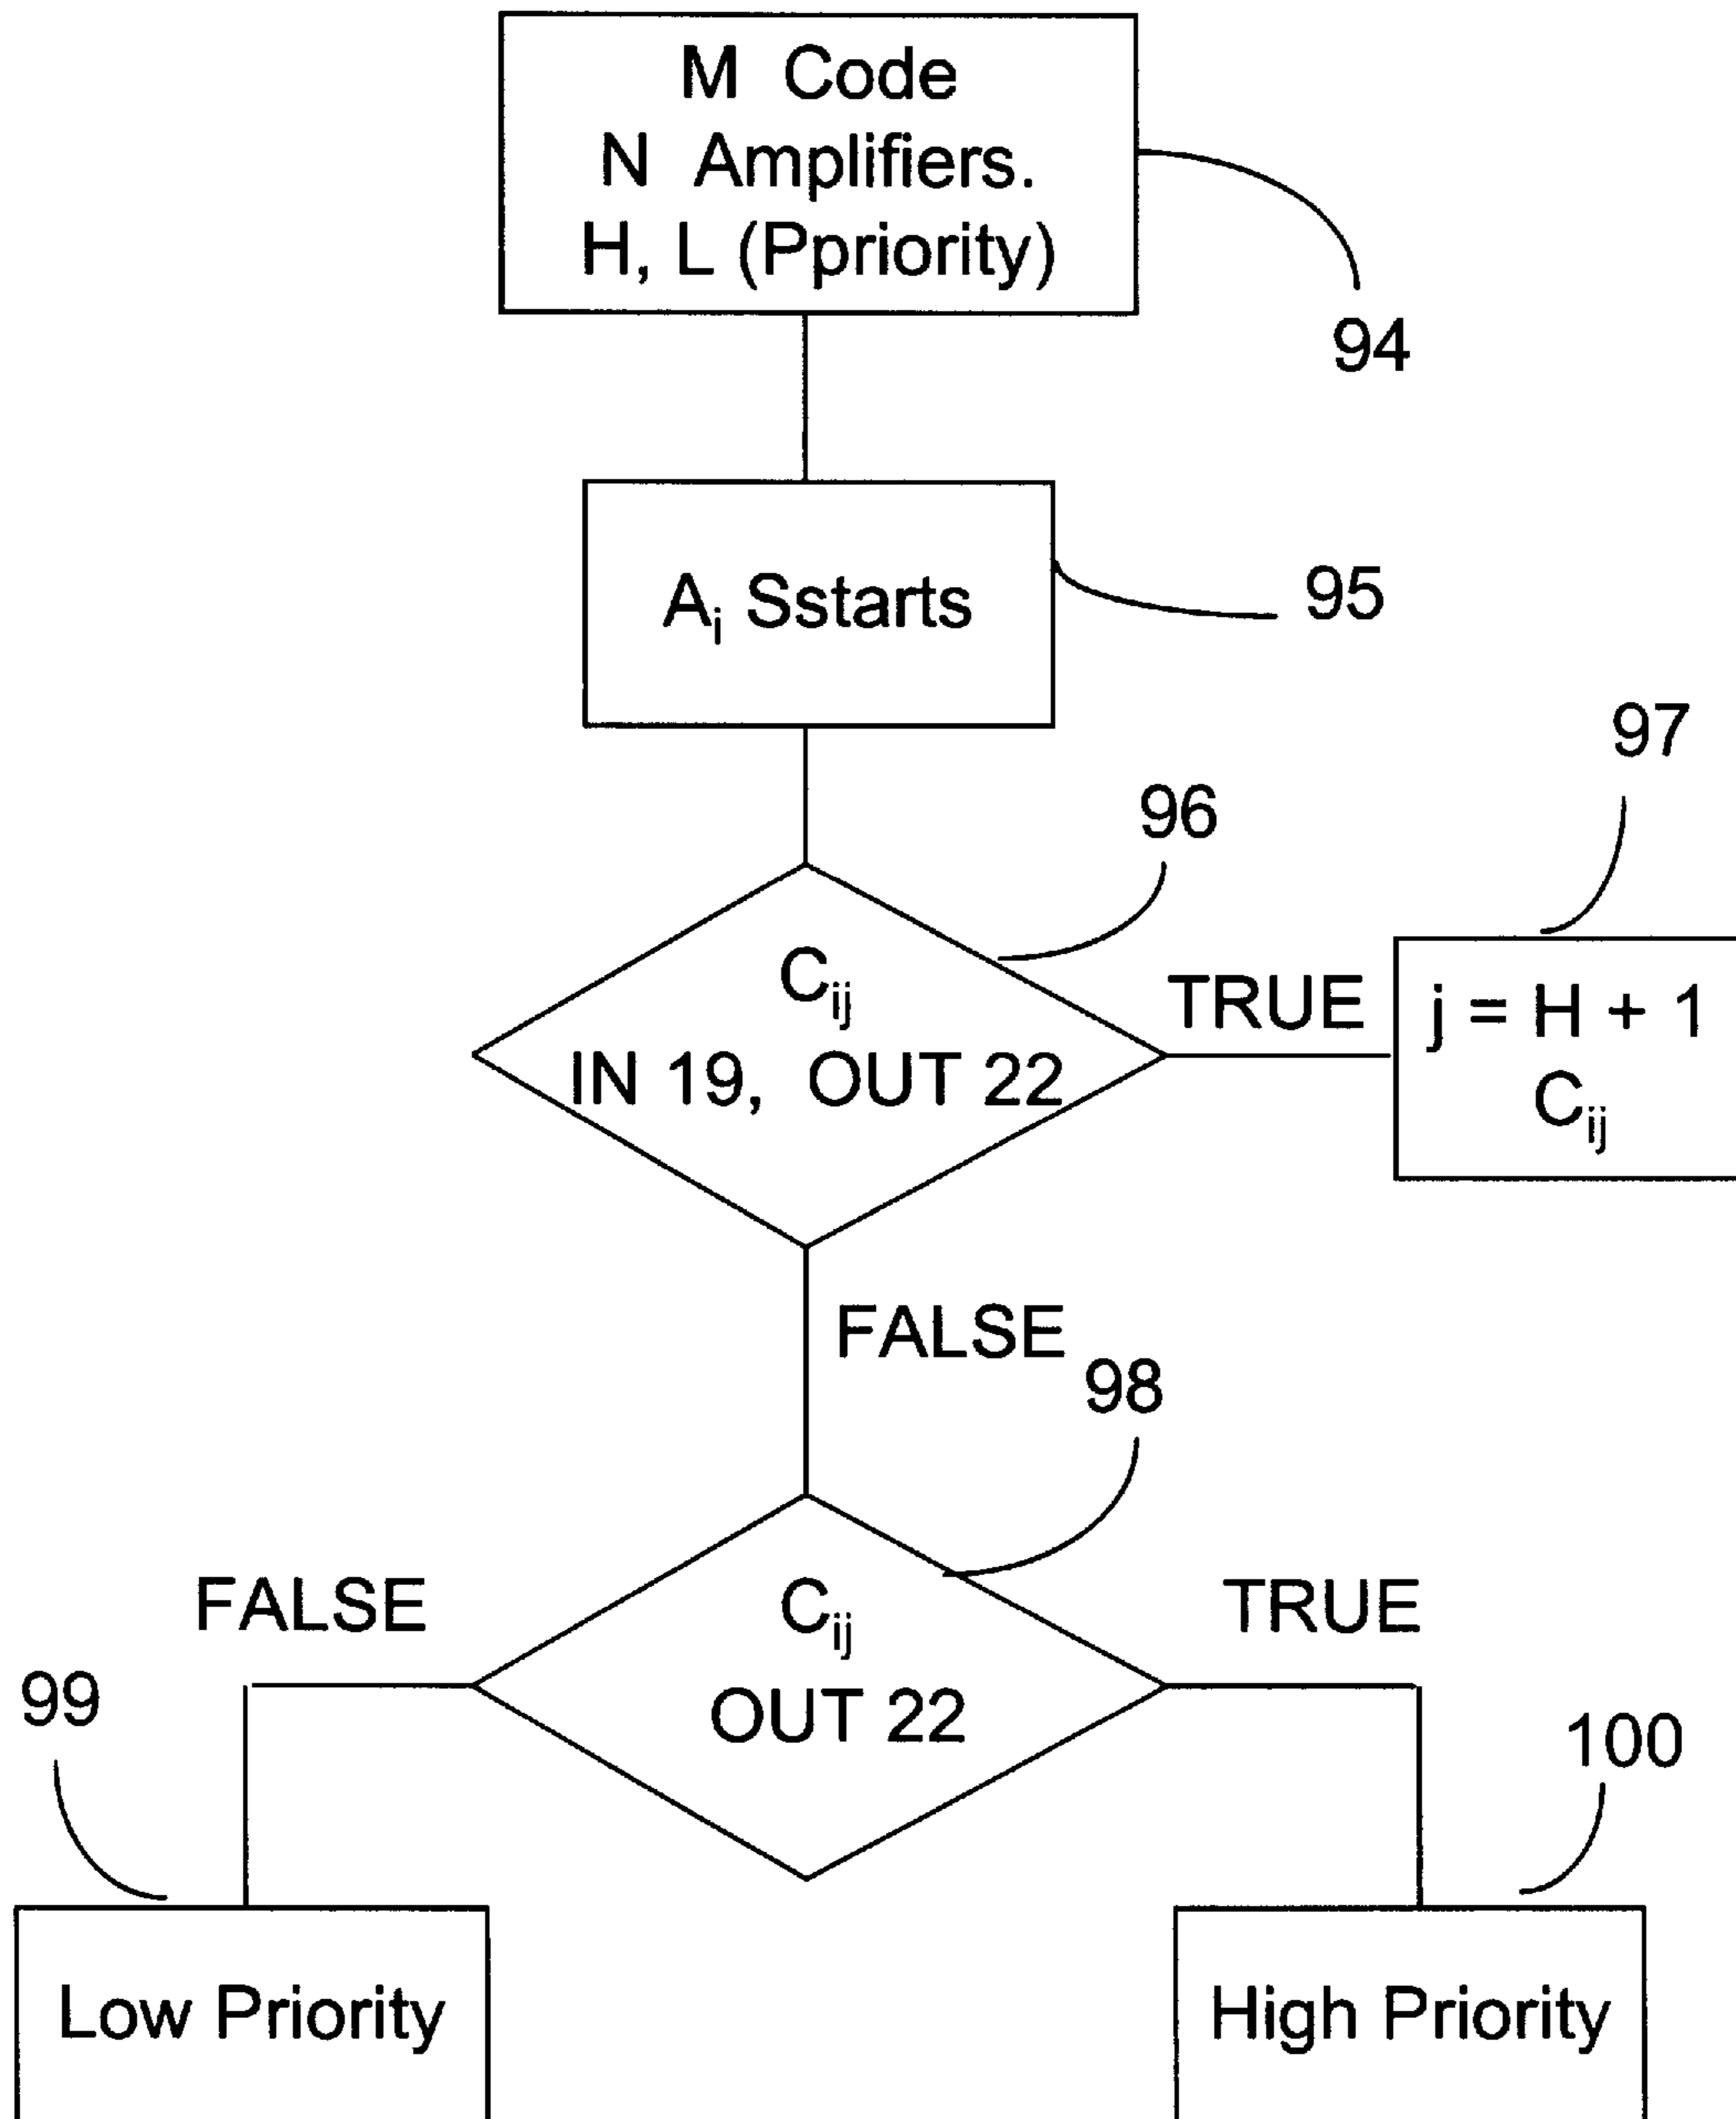 M Code
N Amplifiers.
H, L (Ppriority)
94
Ai Sstarts
95
97
96
Cij
IN 19, OUT 22
TRUE
j = H + 1
Cij
FALSE
98
FALSE
Cij
OUT 22
TRUE
99
100
Low Priority
High Priority